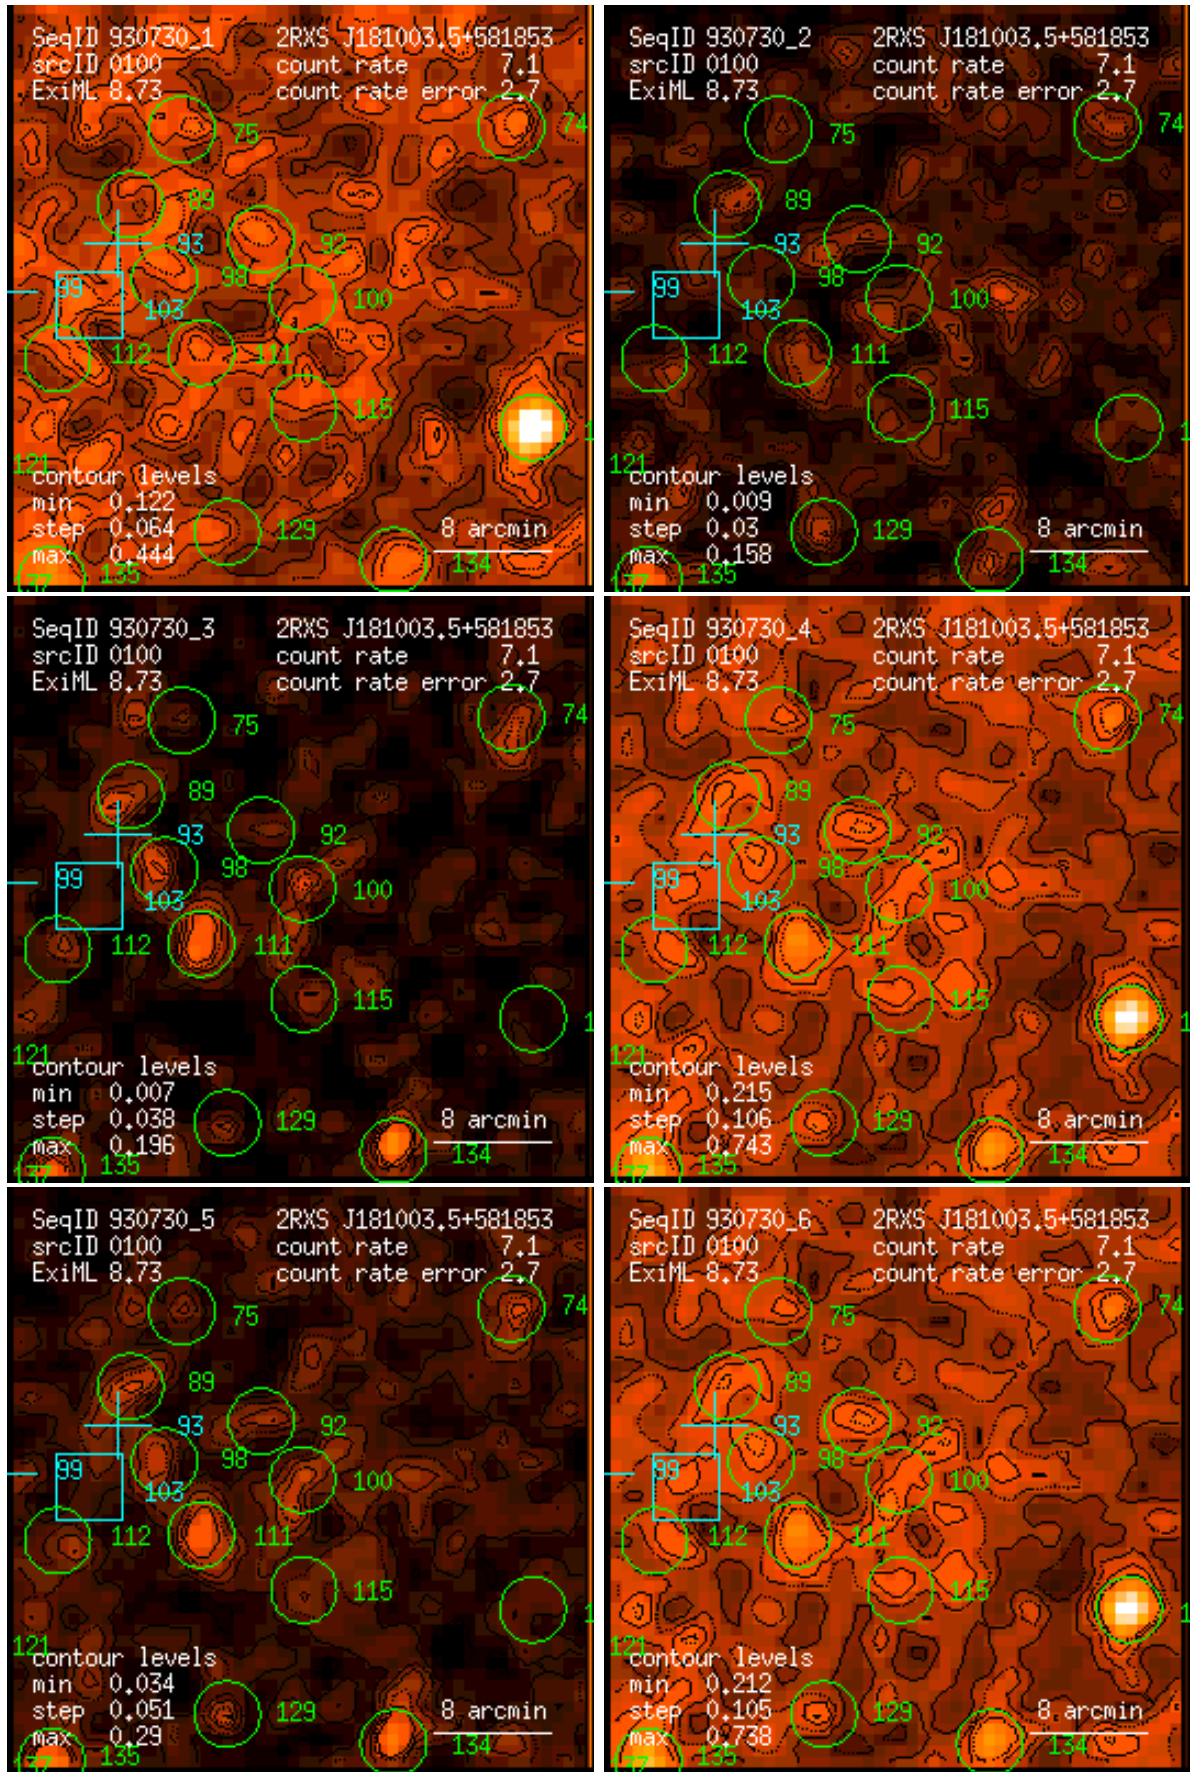 SeqID 930730_1 2RXS J181003.5+581853
srcID 0100 count rate 7.1
ExiML 8.73 count rate error 2.7
75
74
89
93
92
98
99
100
103
112
111
115
1
121
contour levels
min 0.122
step 0.064
max 0.444
129
8 arcmin
134
137
135
SeqID 930730_2 2RXS J181003.5+581853
srcID 0100 count rate 7.1
ExiML 8.73 count rate error 2.7
75
74
89
93
92
98
99
100
103
112
111
115
121
contour levels
min 0.009
step 0.03
max 0.158
129
8 arcmin
134
137
135
SeqID 930730_3 2RXS J181003.5+581853
srcID 0100 count rate 7.1
ExiML 8.73 count rate error 2.7
75
74
89
93
92
98
99
100
103
112
111
115
1
121
contour levels
min 0.007
step 0.038
max 0.196
129
8 arcmin
134
137
135
SeqID 930730_4 2RXS J181003.5+581853
srcID 0100 count rate 7.1
ExiML 8.73 count rate error 2.7
75
74
89
93
92
98
99
100
103
112
111
115
121
contour levels
min 0.215
step 0.106
max 0.743
129
8 arcmin
134
137
135
SeqID 930730_5 2RXS J181003.5+581853
srcID 0100 count rate 7.1
ExiML 8.73 count rate error 2.7
75
74
89
93
92
98
99
100
103
112
111
115
1
121
contour levels
min 0.034
step 0.051
max 0.29
129
8 arcmin
134
137
135
SeqID 930730_6 2RXS J181003.5+581853
srcID 0100 count rate 7.1
ExiML 8.73 count rate error 2.7
75
74
89
93
92
98
99
100
103
112
111
115
121
contour levels
min 0.212
step 0.105
max 0.738
129
8 arcmin
134
137
135